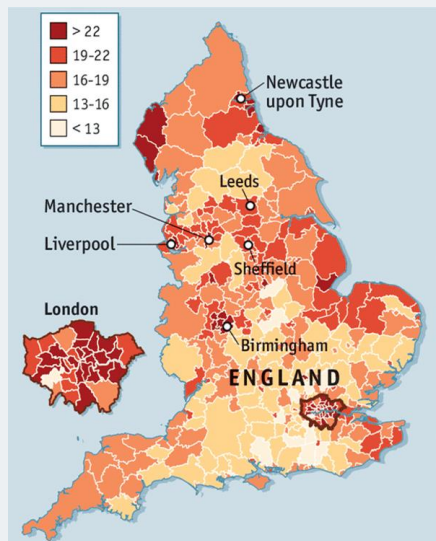 > 22
19-22
16-19
13-16
< 13
Newcastle
upon Tyne
Leeds
Manchester
Liverpool
Sheffield
London
Birmingham
ENGLAND